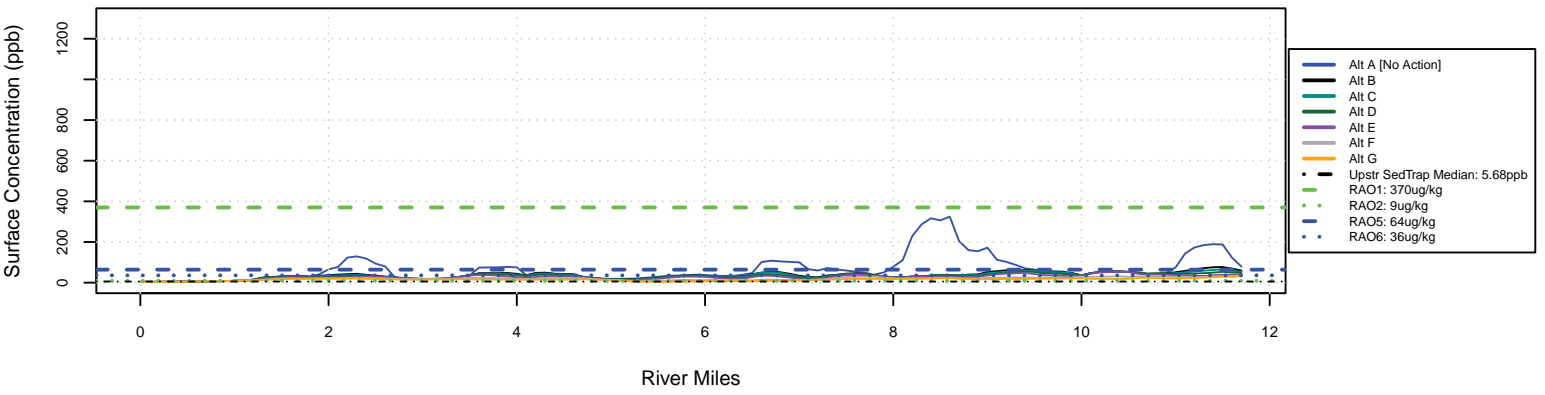 Surface Concentration (ppb)
1200
800
600
400
200
0
0 2 4 6 8 10 12
River Miles
Alt A [No Action]
Alt B
Alt C
Alt D
Alt E
Alt F
Alt G
Upstr SedTrap Median: 5.68ppb
RAO1: 370ug/kg
RAO2: 9ug/kg
RAO5: 64ug/kg
RAO6: 36ug/kg